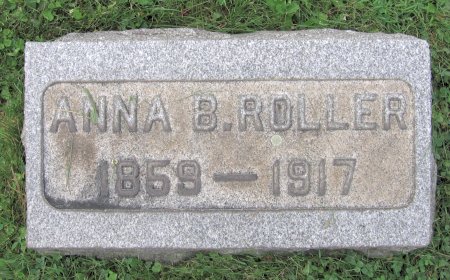 ANNA B. ROLLER
1859 — 1917